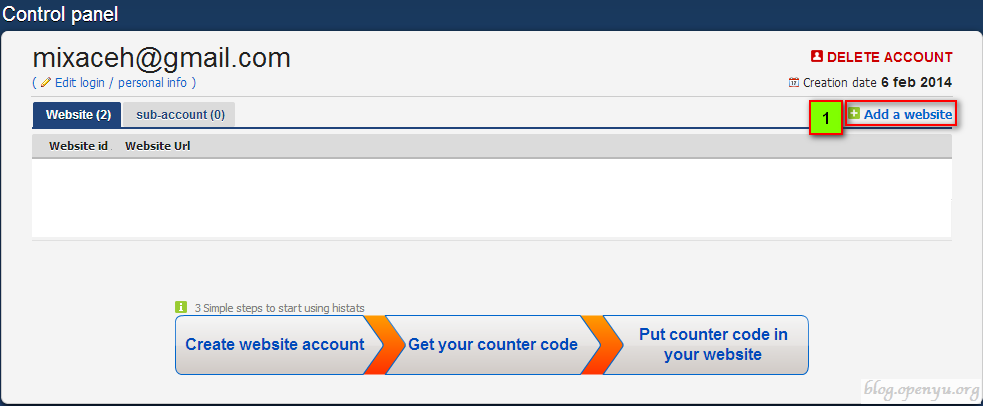 Control panel
mixaceh@gmail.com
DELETE ACCOUNT
( Edit login / personal info )
Creation date 6 feb 2014
Website (2)
sub-account (0)
1
Add a website
Website id
Website Url
3 Simple steps to start using histats
Create website account
Get your counter code
Put counter code in
your website
blog.openyu.org